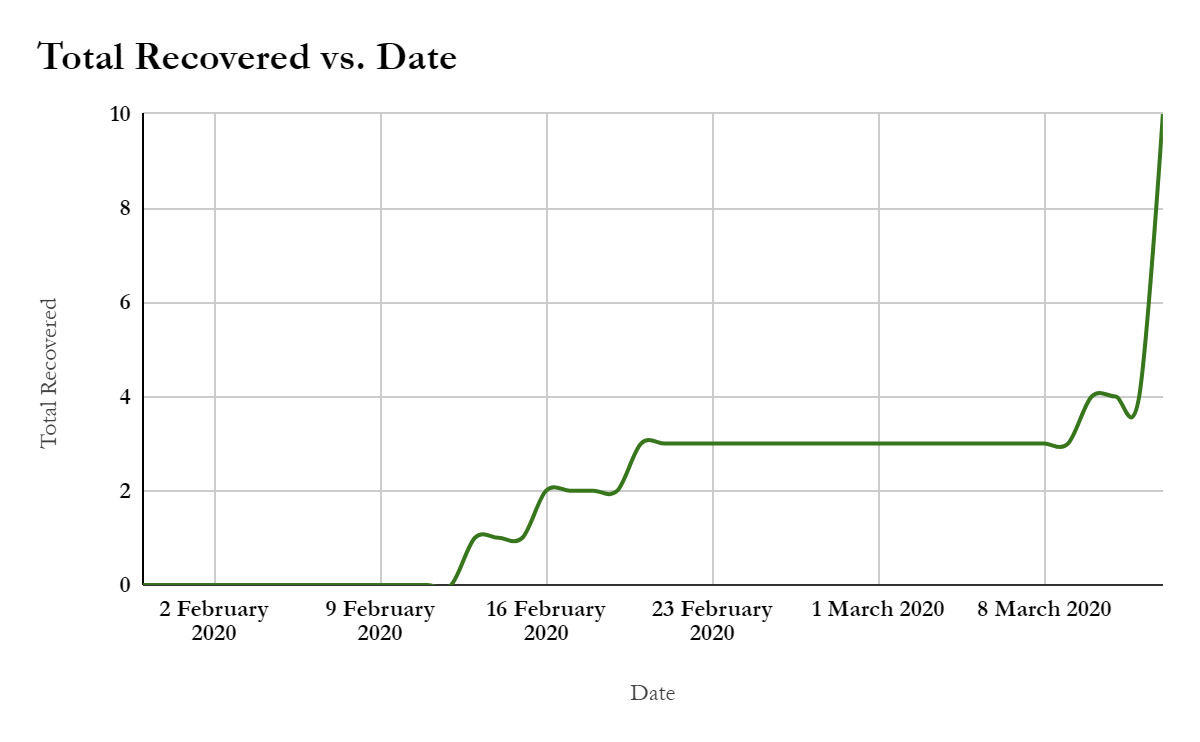 Total Recovered vs. Date
10
8
6
4
2
0
Total Recovered
2 February
2020
9 February
2020
16 February
2020
23 February
2020
1 March 2020
8 March 2020
Date